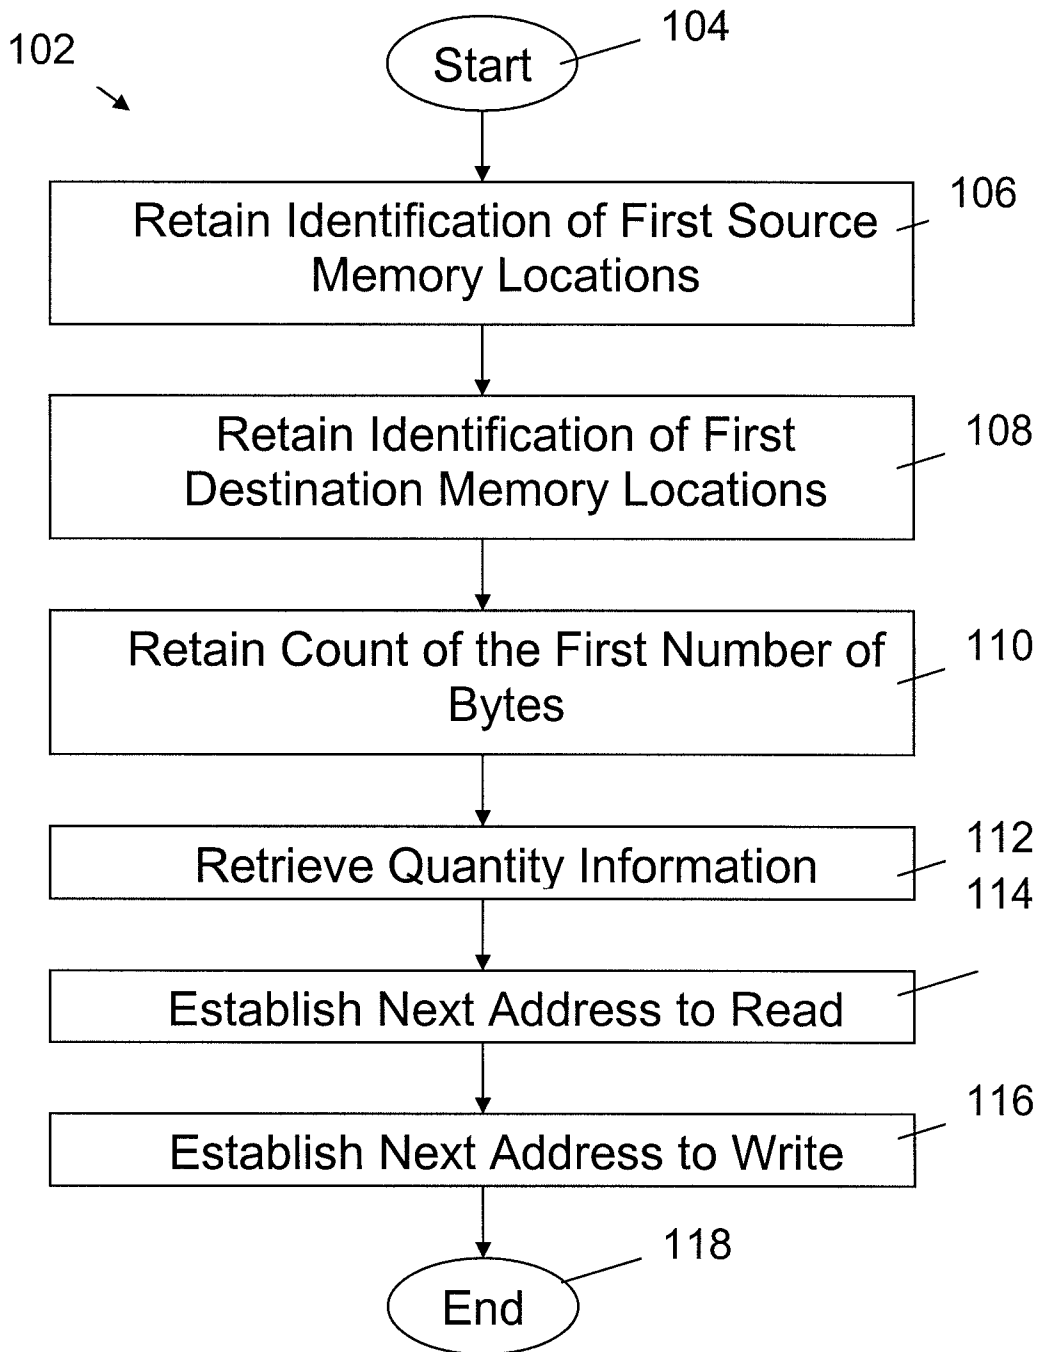 102
Start
104
Retain Identification of First Source
Memory Locations
106
Retain Identification of First
Destination Memory Locations
108
Retain Count of the First Number of
Bytes
110
Retrieve Quantity Information
112
114
Establish Next Address to Read
Establish Next Address to Write
116
End
118